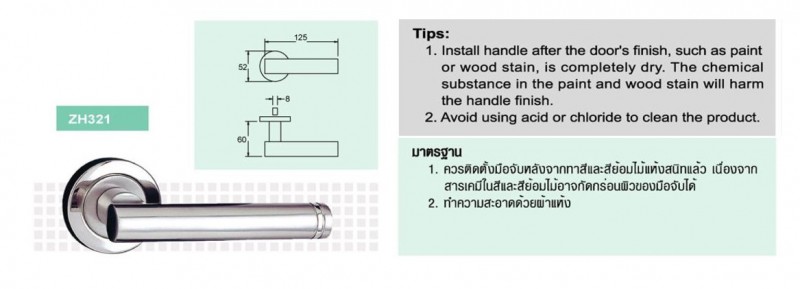 125
52
8
60
ZH321
Tips:
1. Install handle after the door's finish, such as paint
or wood stain, is completely dry. The chemical
substance in the paint and wood stain will harm
the handle finish.
2. Avoid using acid or chloride to clean the product.
มาตรฐาน
1. ควรติดตั้งมือจับหลังจากทาสีและสีย้อมไม้แห้งสนิทแล้ว เนื่องจาก
สารเคมีในสีและสีย้อมไม้อาจกัดกร่อนผิวของมือจับได้
2. ทำความสะอาดด้วยผ้าแห้ง